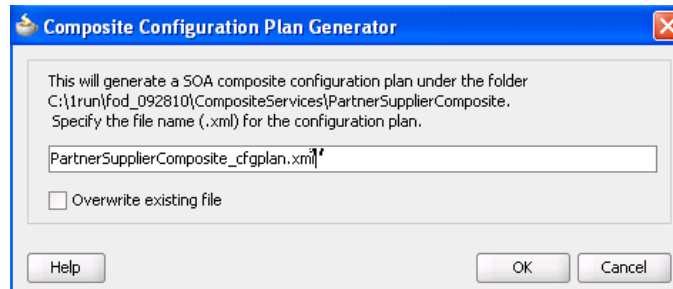 Composite Configuration Plan Generator
This will generate a SOA composite configuration plan under the folder
C:\1run\fod_092810\CompositeServices\PartnerSupplierComposite.
Specify the file name (.xml) for the configuration plan.
PartnerSupplierComposite_cfgplan.xml
Overwrite existing file
Help
OK
Cancel